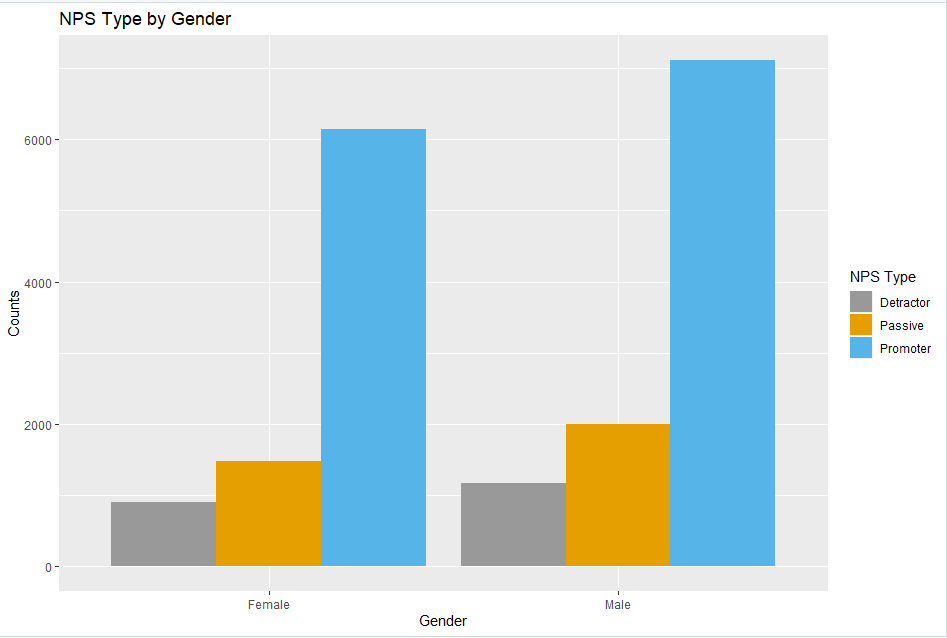 NPS Type by Gender
Counts
6000
4000
2000
0
Female
Male
Gender
NPS Type
Detractor
Passive
Promoter